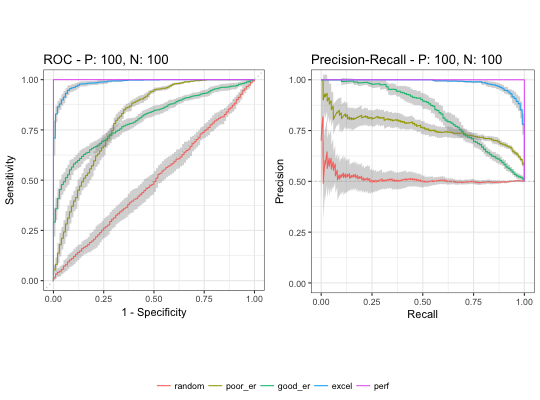 ROC - P: 100, N: 100
1.00
0.75
0.50
0.25
0.00
Sensitivity
0.00 0.25 0.50 0.75 1.00
1 - Specificity
Precision-Recall - P: 100, N: 100
1.00
0.75
0.50
0.25
0.00
Precision
0.00 0.25 0.50 0.75 1.00
Recall
random poor_er good_er excel perf